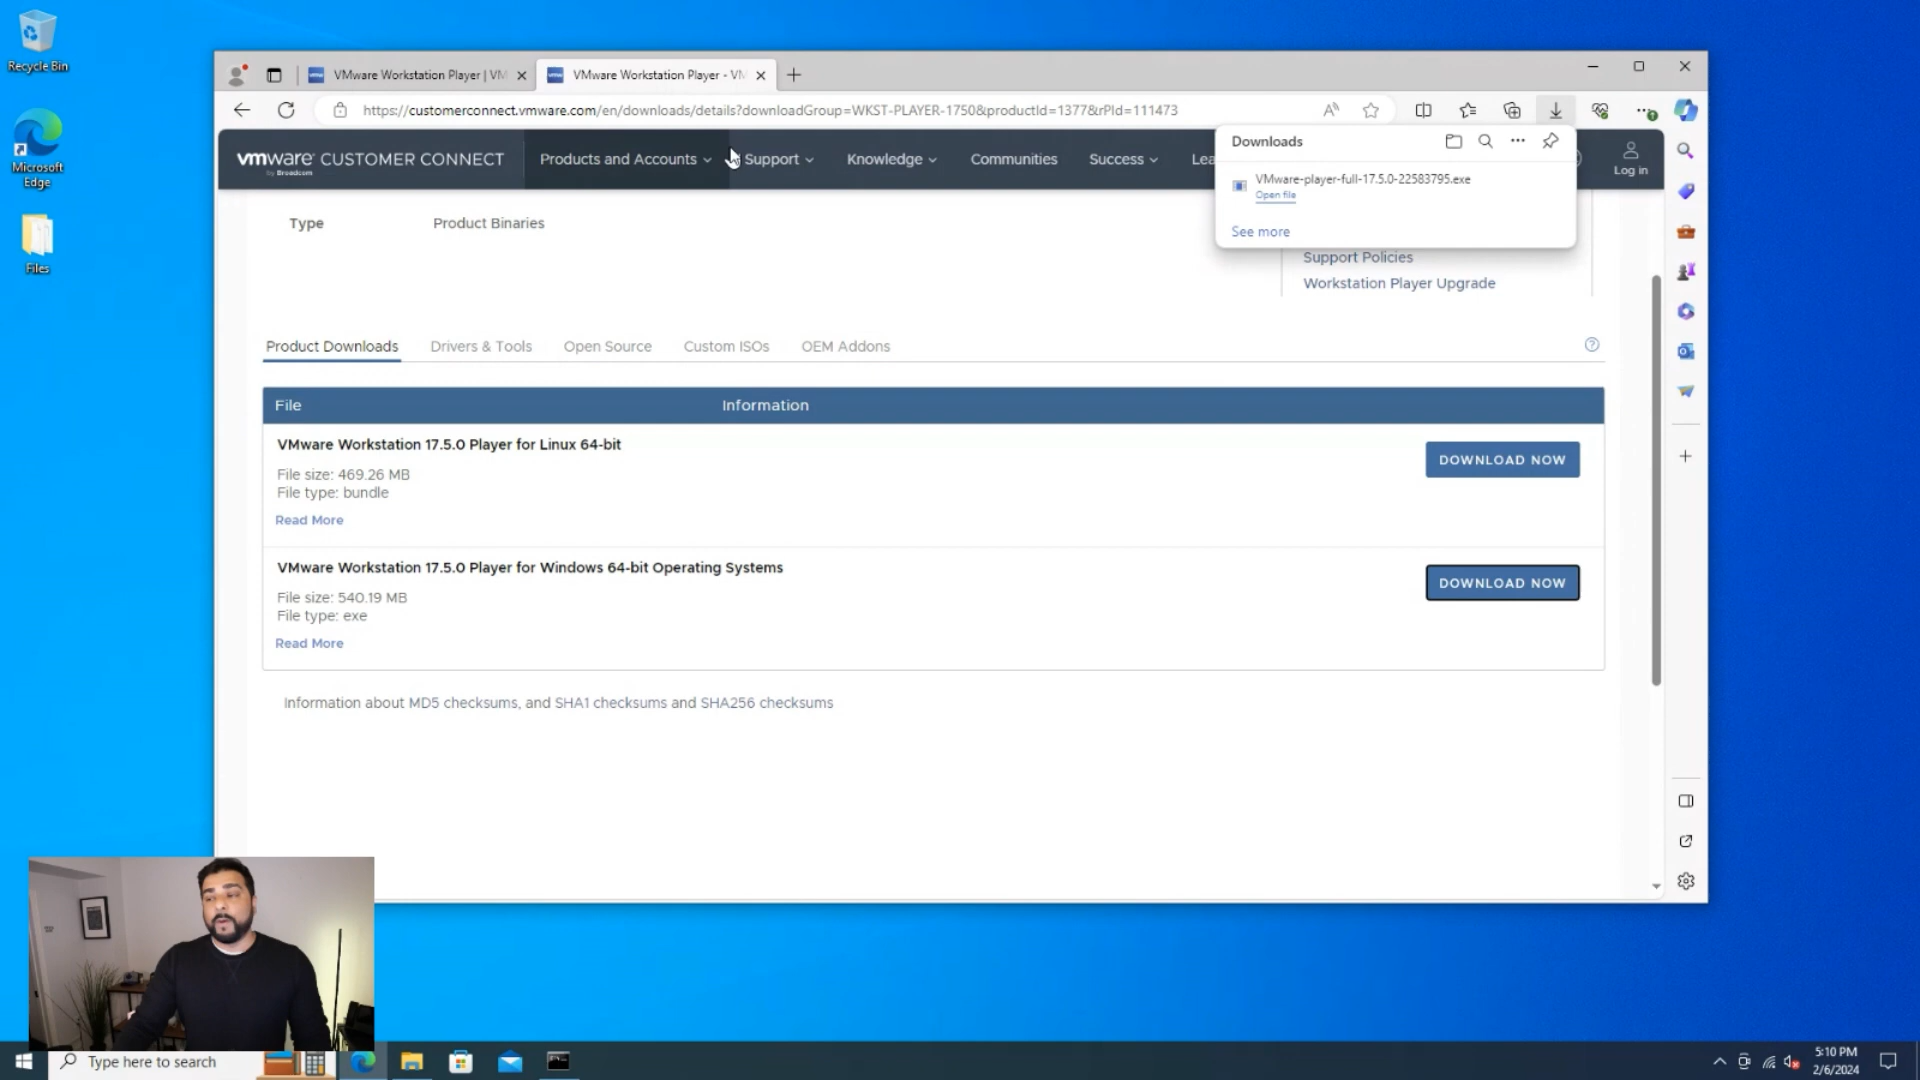 Recycle Bin
Microsoft
Edge
Files
VMware Workstation Player | VM
VMware Workstation Player - VM
https://customerconnect.vmware.com/en/downloads/details?downloadGroup=WKST-PLAYER-1750&productId=1377&rPId=111473
vmware CUSTOMER CONNECT
by Broadcom
Products and Accounts
Support
Knowledge
Communities
Success
Lea
Log in
Downloads
VMware-player-full-17.5.0-22583795.exe
Open file
See more
Type
Product Binaries
Support Policies
Workstation Player Upgrade
Product Downloads
Drivers & Tools
Open Source
Custom ISOs
OEM Addons
File
Information
VMware Workstation 17.5.0 Player for Linux 64-bit
File size: 469.26 MB
File type: bundle
Read More
DOWNLOAD NOW
VMware Workstation 17.5.0 Player for Windows 64-bit Operating Systems
File size: 540.19 MB
File type: exe
Read More
DOWNLOAD NOW
Information about MD5 checksums, and SHA1 checksums and SHA256 checksums
Type here to search
5:10 PM
2/6/2024